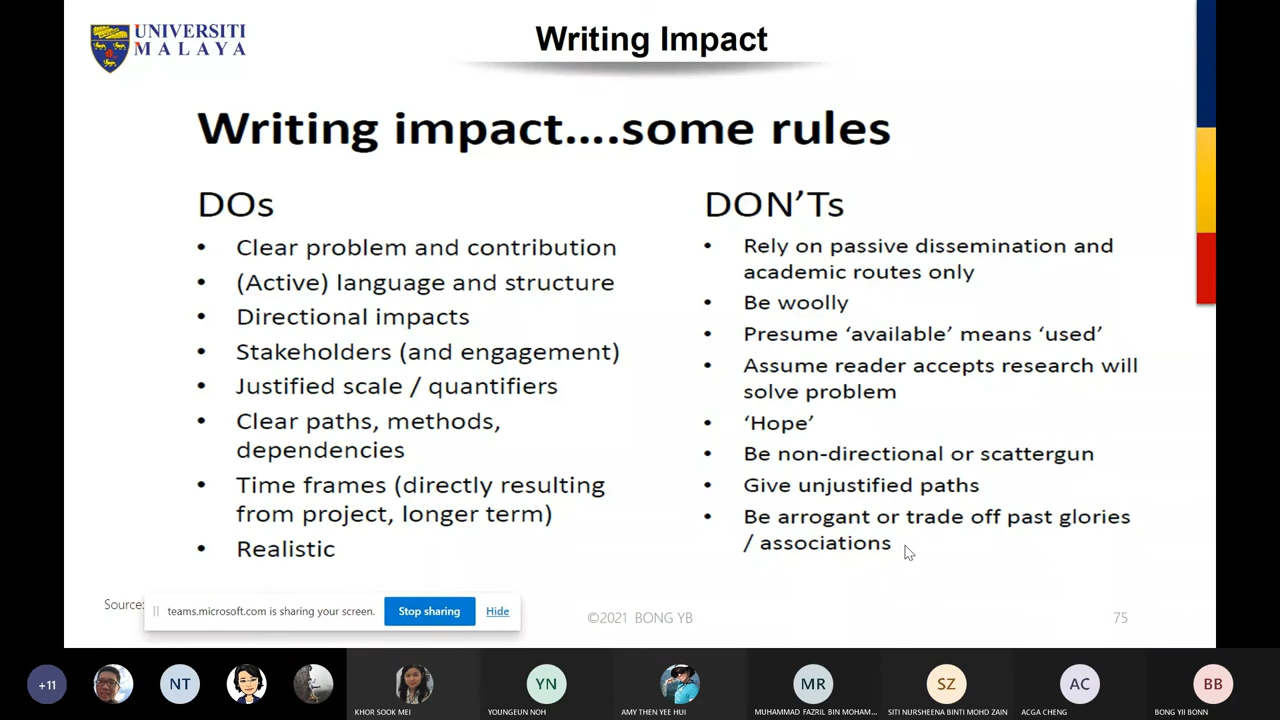 UNIVERSITI
MALAYA
Writing Impact
Writing impact....some rules
DOs
• Clear problem and contribution
• (Active) language and structure
• Directional impacts
• Stakeholders (and engagement)
• Justified scale / quantifiers
• Clear paths, methods,
dependencies
• Time frames (directly resulting
from project, longer term)
• Realistic
DON'Ts
• Rely on passive dissemination and
academic routes only
• Be woolly
• Presume 'available' means 'used'
• Assume reader accepts research will
solve problem
• 'Hope'
• Be non-directional or scattergun
• Give unjustified paths
• Be arrogant or trade off past glories
/ associations
Source:
teams.microsoft.com is sharing your screen.
Stop sharing
Hide
©2021 BONG YB
75
+11
NT
YN
MR
SZ
AC
BB
KHOR SOOK MEI
YOUNGEUN NOH
AMY THEN YEE HUI
MUHAMMAD FAZRIL BIN MOHAM...
SITI NURSHEENA BINTI MOHD ZAIN
ACGA CHENG
BONG YII BONN